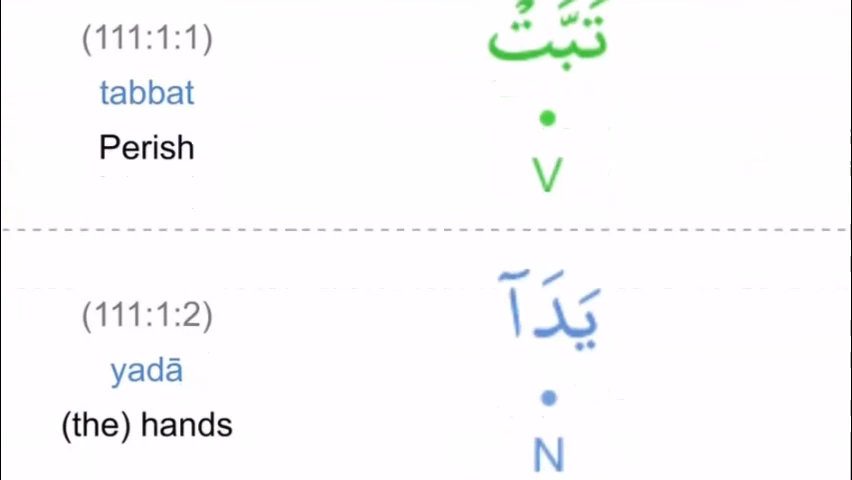 (111:1:1)
tabbat
Perish
تَبَّتْ
V
(111:1:2)
yadā
(the) hands
يَدَآ
N